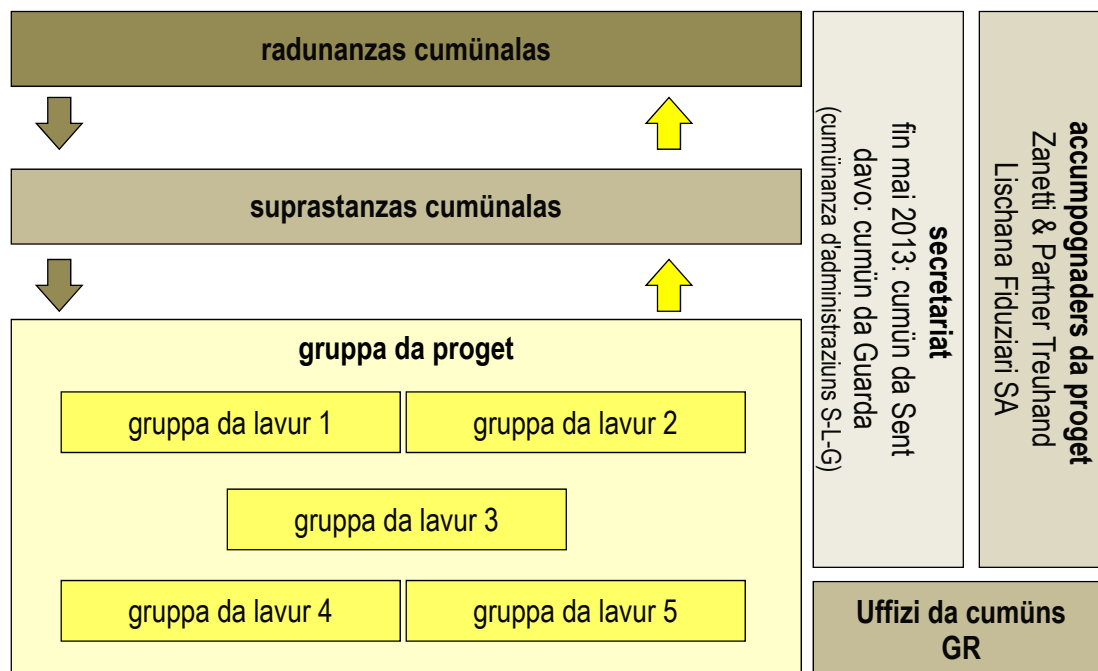 radunanzas cumünalas
suprastanzas cumünalas
gruppa da proget
gruppa da lavur 1
gruppa da lavur 2
gruppa da lavur 3
gruppa da lavur 4
gruppa da lavur 5
secretariat
fin mai 2013: cumün da Sent
davo: cumün da Guarda
(cumünanza d'administraziuns S-L-G)
accumpognaders da proget
Zanetti & Partner Treuhand
Lischana Fiduziari SA
Uffizi da cumüns
GR